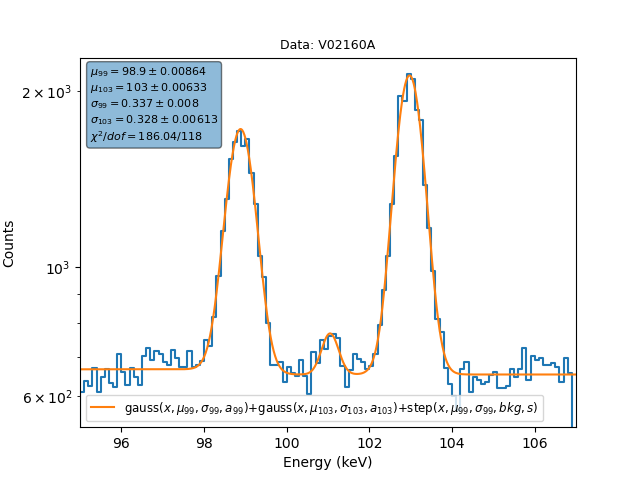 Data: V02160A
μ₉₉ = 98.9 ± 0.00864
μ₁₀₃ = 103 ± 0.00633
σ₉₉ = 0.337 ± 0.008
σ₁₀₃ = 0.328 ± 0.00613
χ²/dof = 186.04/118
2 × 10³
10³
6 × 10²
Counts
gauss(x, μ₉₉, σ₉₉, a₉₉)+gauss(x, μ₁₀₃, σ₁₀₃, a₁₀₃)+step(x, μ₉₉, σ₉₉, bkg, s)
96 98 100 102 104 106
Energy (keV)